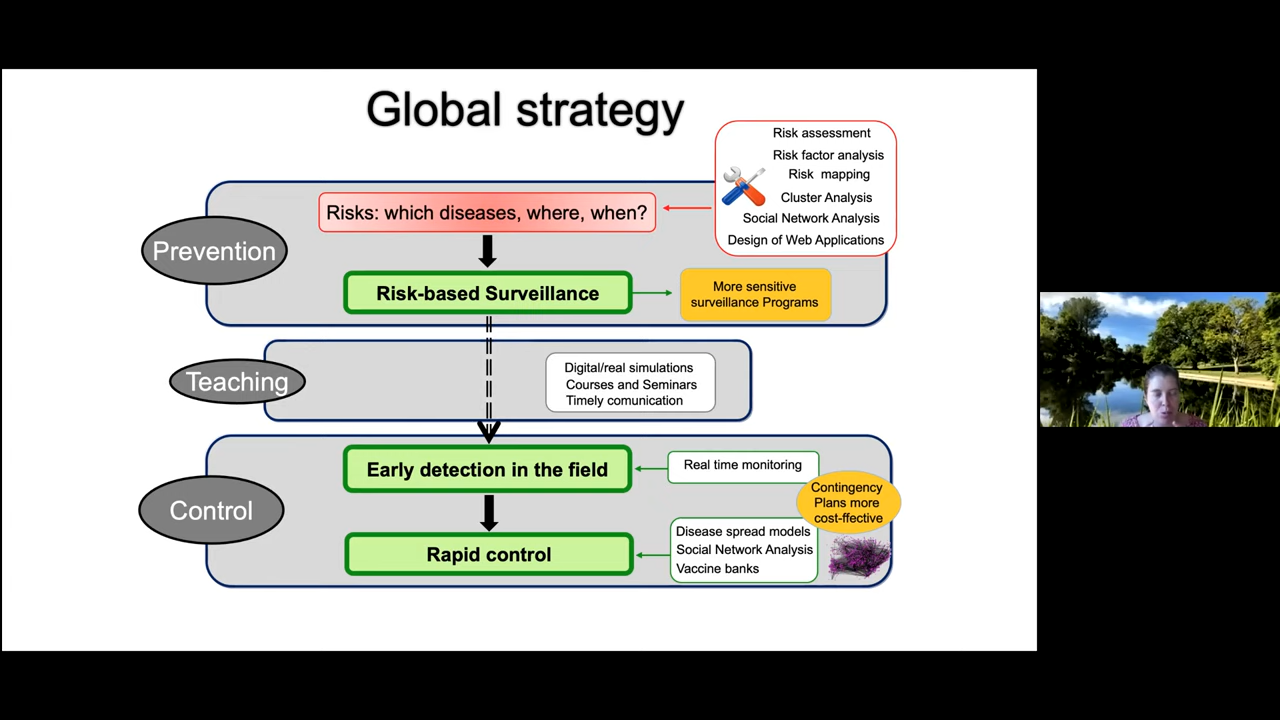 Global strategy
Risk assessment
Risk factor analysis
Risk mapping
Cluster Analysis
Social Network Analysis
Design of Web Applications
Prevention
Risks: which diseases, where, when?
Risk-based Surveillance
More sensitive
surveillance Programs
Teaching
Digital/real simulations
Courses and Seminars
Timely comunication
Control
Early detection in the field
Real time monitoring
Contingency
Plans more
cost-ffective
Rapid control
Disease spread models
Social Network Analysis
Vaccine banks